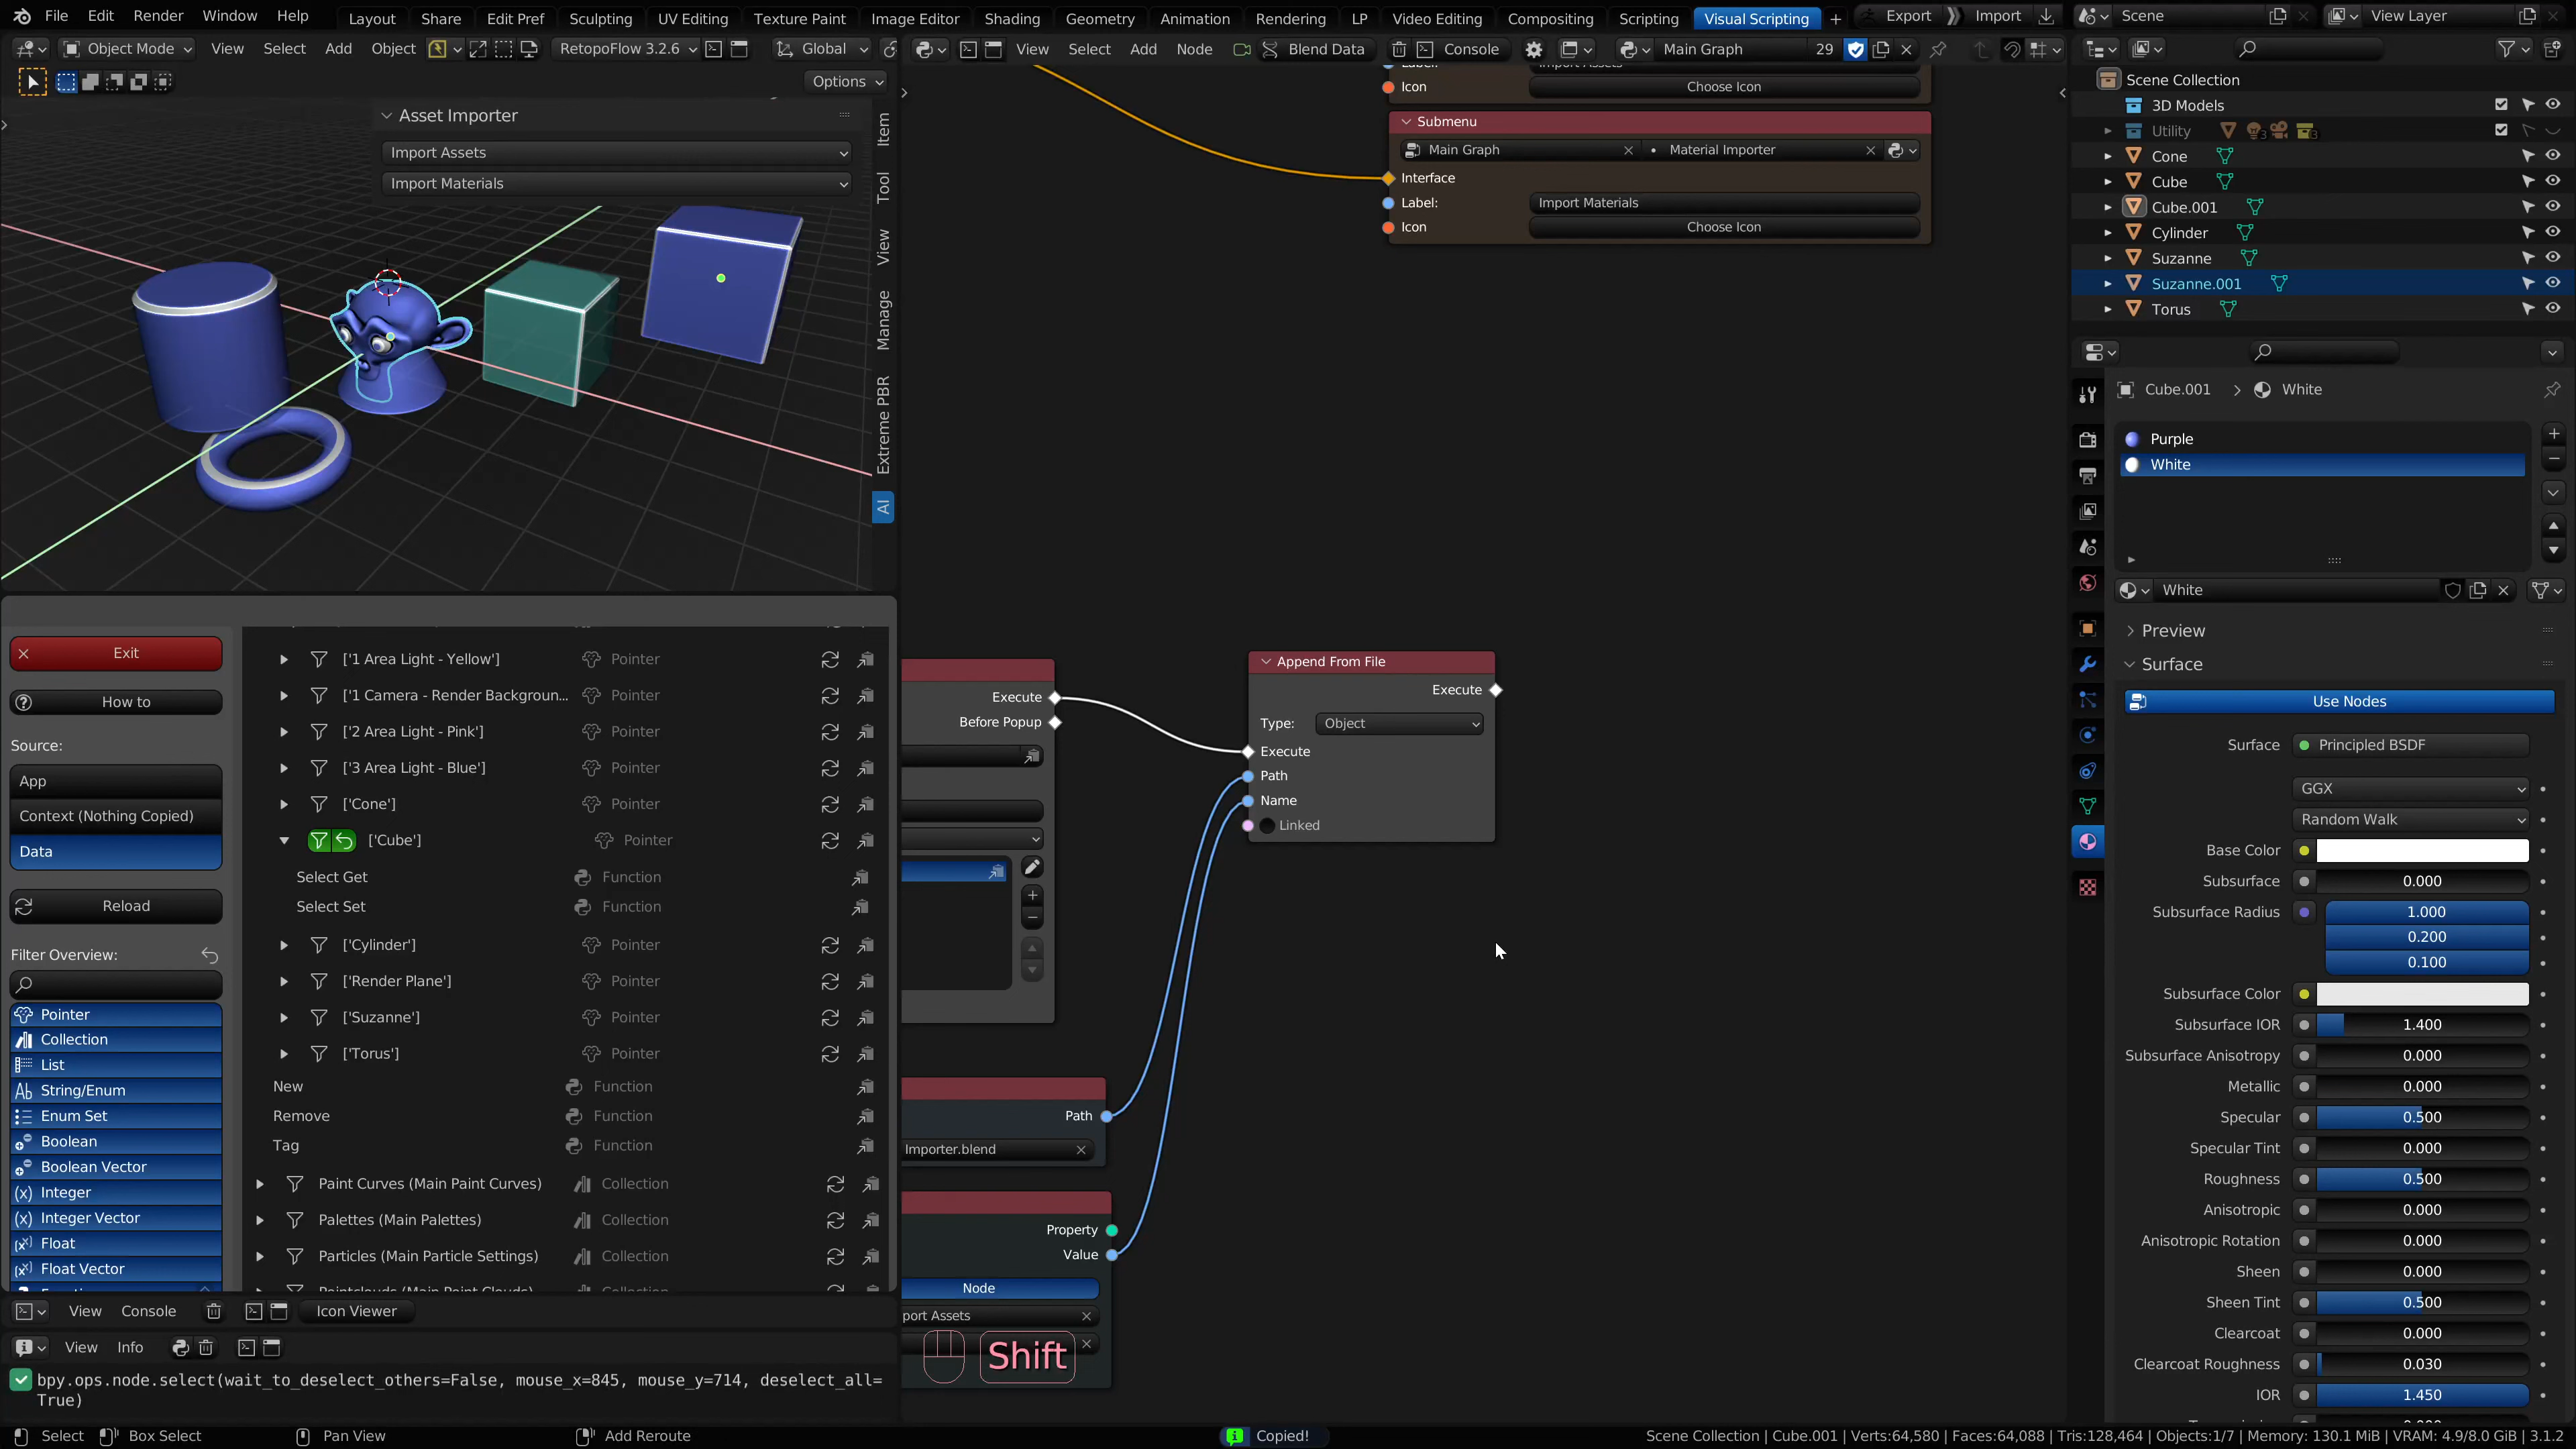 File Edit Render Window Help
Layout Share Edit Pref Sculpting UV Editing Texture Paint Image Editor Shading Geometry Animation Rendering LP Video Editing Compositing Scripting Visual Scripting + Export Import Scene View Layer
Object Mode View Select Add Object RetopoFlow 3.2.6 Global
View Select Add Node Blend Data Console Main Graph 29
Options
Asset Importer
Import Assets
Import Materials
Item
Tool
View
Manage
Extreme PBR
AI
Label:
Import Assets
Icon Choose Icon
Submenu
Main Graph Material Importer
Interface
Label: Import Materials
Icon Choose Icon
Append From File
Execute
Type: Object
Execute
Path
Name
Linked
Execute
Before Popup
Path
Importer.blend
Property
Value
Node
port Assets
Shift
Exit
How to
Source:
App
Context (Nothing Copied)
Data
Reload
Filter Overview:
Pointer
Collection
List
String/Enum
Enum Set
Boolean
Boolean Vector
Integer
Integer Vector
Float
Float Vector
['1 Area Light - Yellow'] Pointer
['1 Camera - Render Backgroun... Pointer
['2 Area Light - Pink'] Pointer
['3 Area Light - Blue'] Pointer
['Cone'] Pointer
['Cube'] Pointer
Select Get Function
Select Set Function
['Cylinder'] Pointer
['Render Plane'] Pointer
['Suzanne'] Pointer
['Torus'] Pointer
New Function
Remove Function
Tag Function
Paint Curves (Main Paint Curves) Collection
Palettes (Main Palettes) Collection
Particles (Main Particle Settings) Collection
Pointclouds (Main Point Clouds) Collection
View Console Icon Viewer
View Info
bpy.ops.node.select(wait_to_deselect_others=False, mouse_x=845, mouse_y=714, deselect_all=
True)
Scene Collection
3D Models
Utility 3 3
Cone
Cube
Cube.001
Cylinder
Suzanne
Suzanne.001
Torus
Cube.001 > White
Purple
White
White
Preview
Surface
Use Nodes
Surface Principled BSDF
GGX
Random Walk
Base Color
Subsurface 0.000
Subsurface Radius 1.000
0.200
0.100
Subsurface Color
Subsurface IOR 1.400
Subsurface Anisotropy 0.000
Metallic 0.000
Specular 0.500
Specular Tint 0.000
Roughness 0.500
Anisotropic 0.000
Anisotropic Rotation 0.000
Sheen 0.000
Sheen Tint 0.500
Clearcoat 0.000
Clearcoat Roughness 0.030
IOR 1.450
Select Box Select Pan View Add Reroute Copied! Scene Collection | Cube.001 | Verts:64,580 | Faces:64,088 | Tris:128,464 | Objects:1/7 | Memory: 130.1 MiB | VRAM: 4.9/8.0 GiB | 3.1.2